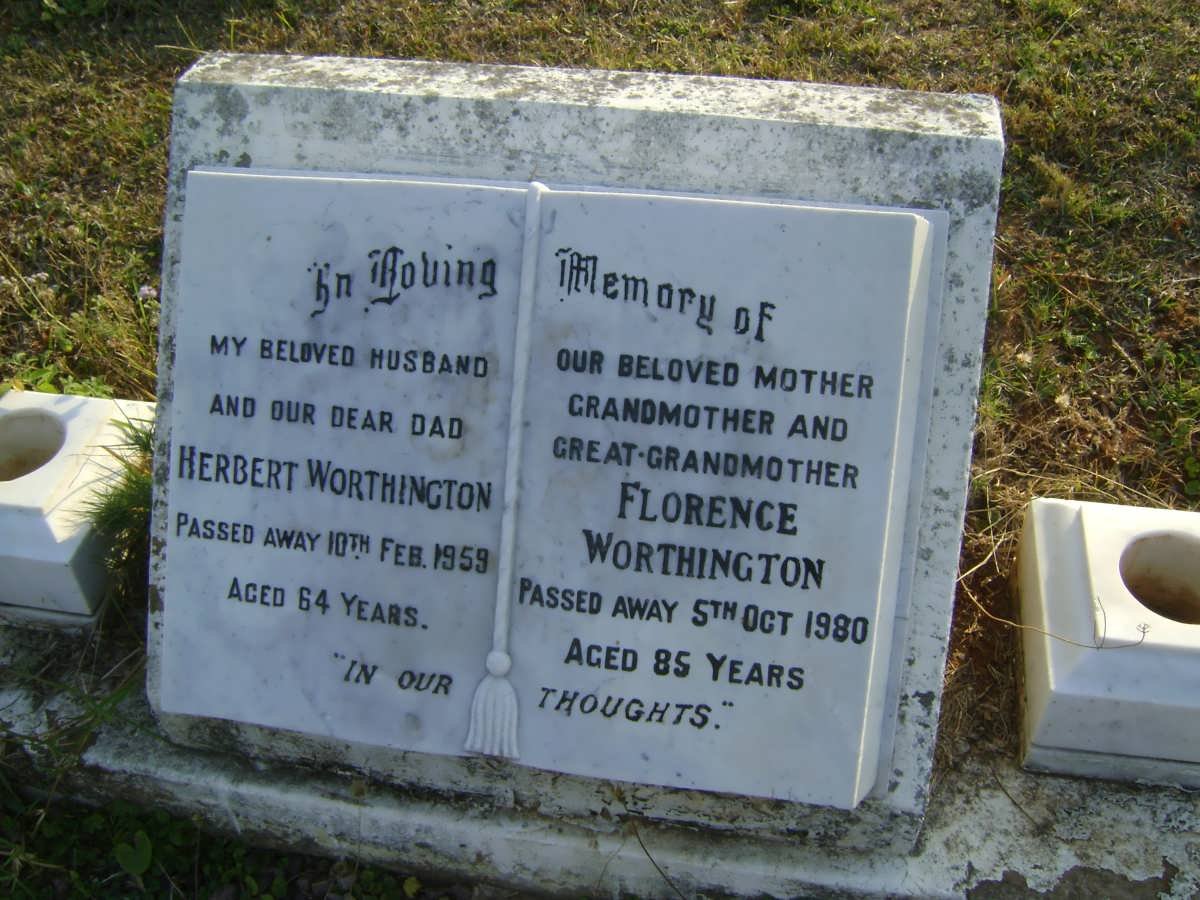 In Loving
MY BELOVED HUSBAND
AND OUR DEAR DAD
HERBERT WORTHINGTON
PASSED AWAY 10TH FEB. 1959
AGED 64 YEARS.
"IN OUR
Memory of
OUR BELOVED MOTHER
GRANDMOTHER AND
GREAT-GRANDMOTHER
FLORENCE
WORTHINGTON
PASSED AWAY 5TH OCT 1980
AGED 85 YEARS
THOUGHTS."